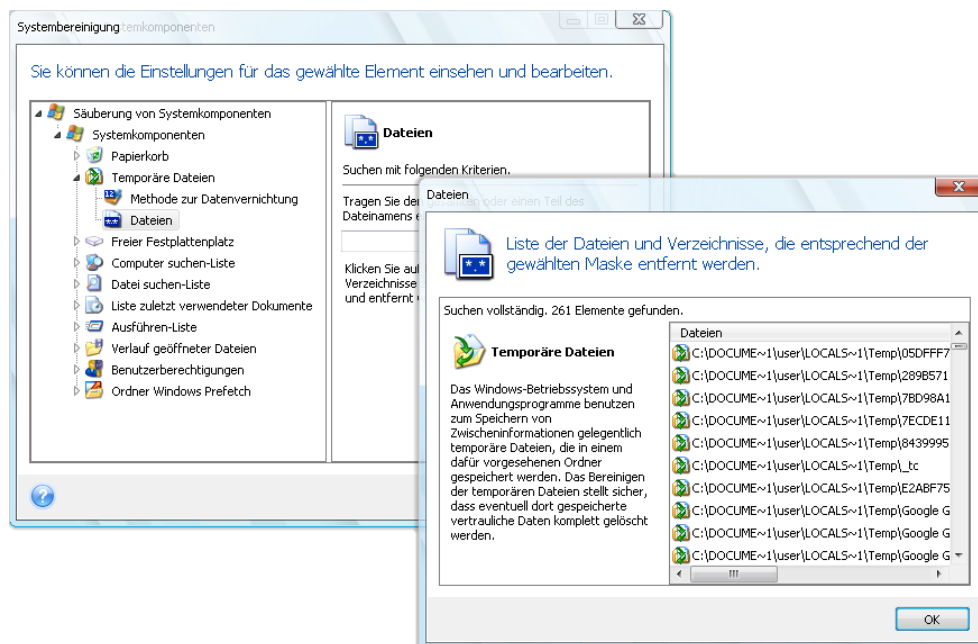 Systembereinigung
Sie können die Einstellungen für das gewählte Element einsehen und bearbeiten.
Säuberung von Systemkomponenten
Systemkomponenten
Papierkorb
Temporäre Dateien
Methode zur Datenvernichtung
Dateien
Freier Festplattenplatz
Computer suchen-Liste
Datei suchen-Liste
Liste zuletzt verwendeter Dokumente
Ausführen-Liste
Verlauf geöffneter Dateien
Benutzerberechtigungen
Ordner Windows Prefetch
Dateien
Suchen mit folgenden Kriterien.
Tragen Sie den gesamten oder einen Teil des
Dateinamens
Klicken Sie
Verzeichnisse
und entfernt
Dateien
Liste der Dateien und Verzeichnisse, die entsprechend der
gewählten Maske entfernt werden.
Suchen vollständig. 261 Elemente gefunden.
Temporäre Dateien
Das Windows-Betriebssystem und
Anwendungsprogramme benutzen
zum Speichern von
Zwischeninformationen gelegentlich
temporäre Dateien, die in einem
dafür vorgesehenen Ordner
gespeichert werden. Das Bereinigen
der temporären Dateien stellt sicher,
dass eventuell dort gespeicherte
vertrauliche Daten komplett gelöscht
werden.
Dateien
C:\DOCUME~1\user\LOCALS~1\Temp\05DFFF7
C:\DOCUME~1\user\LOCALS~1\Temp\289B571
C:\DOCUME~1\user\LOCALS~1\Temp\7BD98A1
C:\DOCUME~1\user\LOCALS~1\Temp\7ECDE11
C:\DOCUME~1\user\LOCALS~1\Temp\8439995
C:\DOCUME~1\user\LOCALS~1\Temp\_tc
C:\DOCUME~1\user\LOCALS~1\Temp\E2ABF75
C:\DOCUME~1\user\LOCALS~1\Temp\Google G
C:\DOCUME~1\user\LOCALS~1\Temp\Google G
C:\DOCUME~1\user\LOCALS~1\Temp\Google G
OK